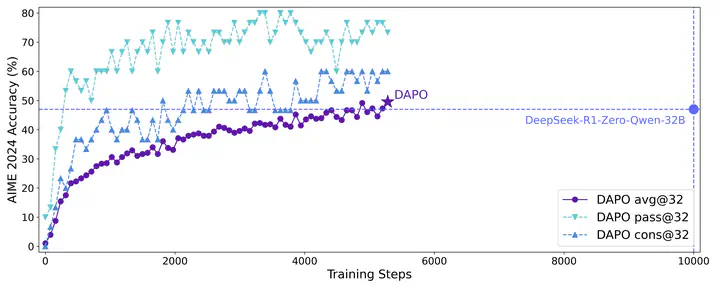 AIME 2024 Accuracy (%)
80
70
60
50
40
30
20
10
0
DAPO
DeepSeek-R1-Zero-Qwen-32B
DAPO avg@32
DAPO pass@32
DAPO cons@32
0 2000 4000 6000 8000 10000
Training Steps